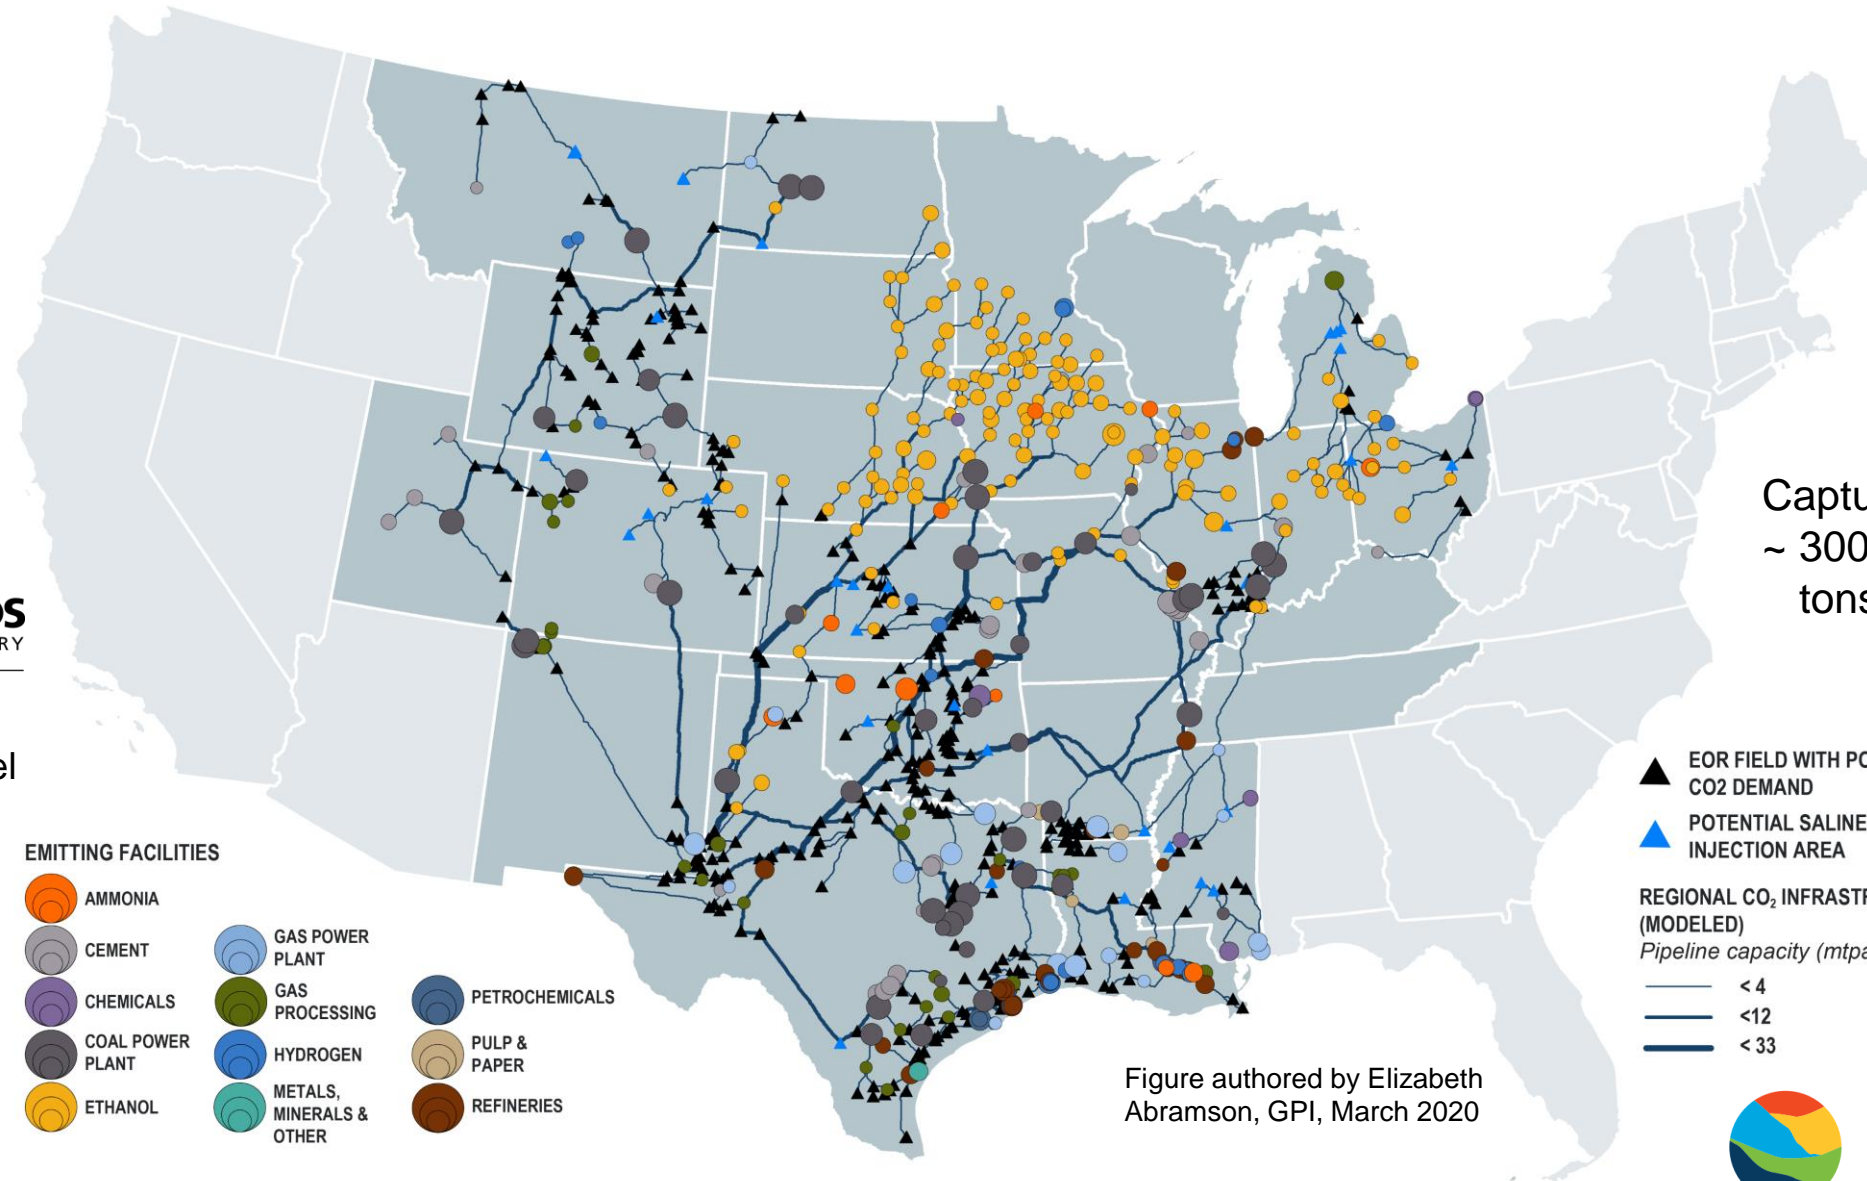 RY
el
EMITTING FACILITIES
AMMONIA
CEMENT
CHEMICALS
COAL POWER
PLANT
ETHANOL
GAS POWER
PLANT
GAS
PROCESSING
HYDROGEN
METALS,
MINERALS &
OTHER
PETROCHEMICALS
PULP &
PAPER
REFINERIES
Figure authored by Elizabeth
Abramson, GPI, March 2020
Captu
~ 300
tons
EOR FIELD WITH PO
CO2 DEMAND
POTENTIAL SALINE
INJECTION AREA
REGIONAL CO₂ INFRASTR
(MODELED)
Pipeline capacity (mtpa
< 4
<12
< 33